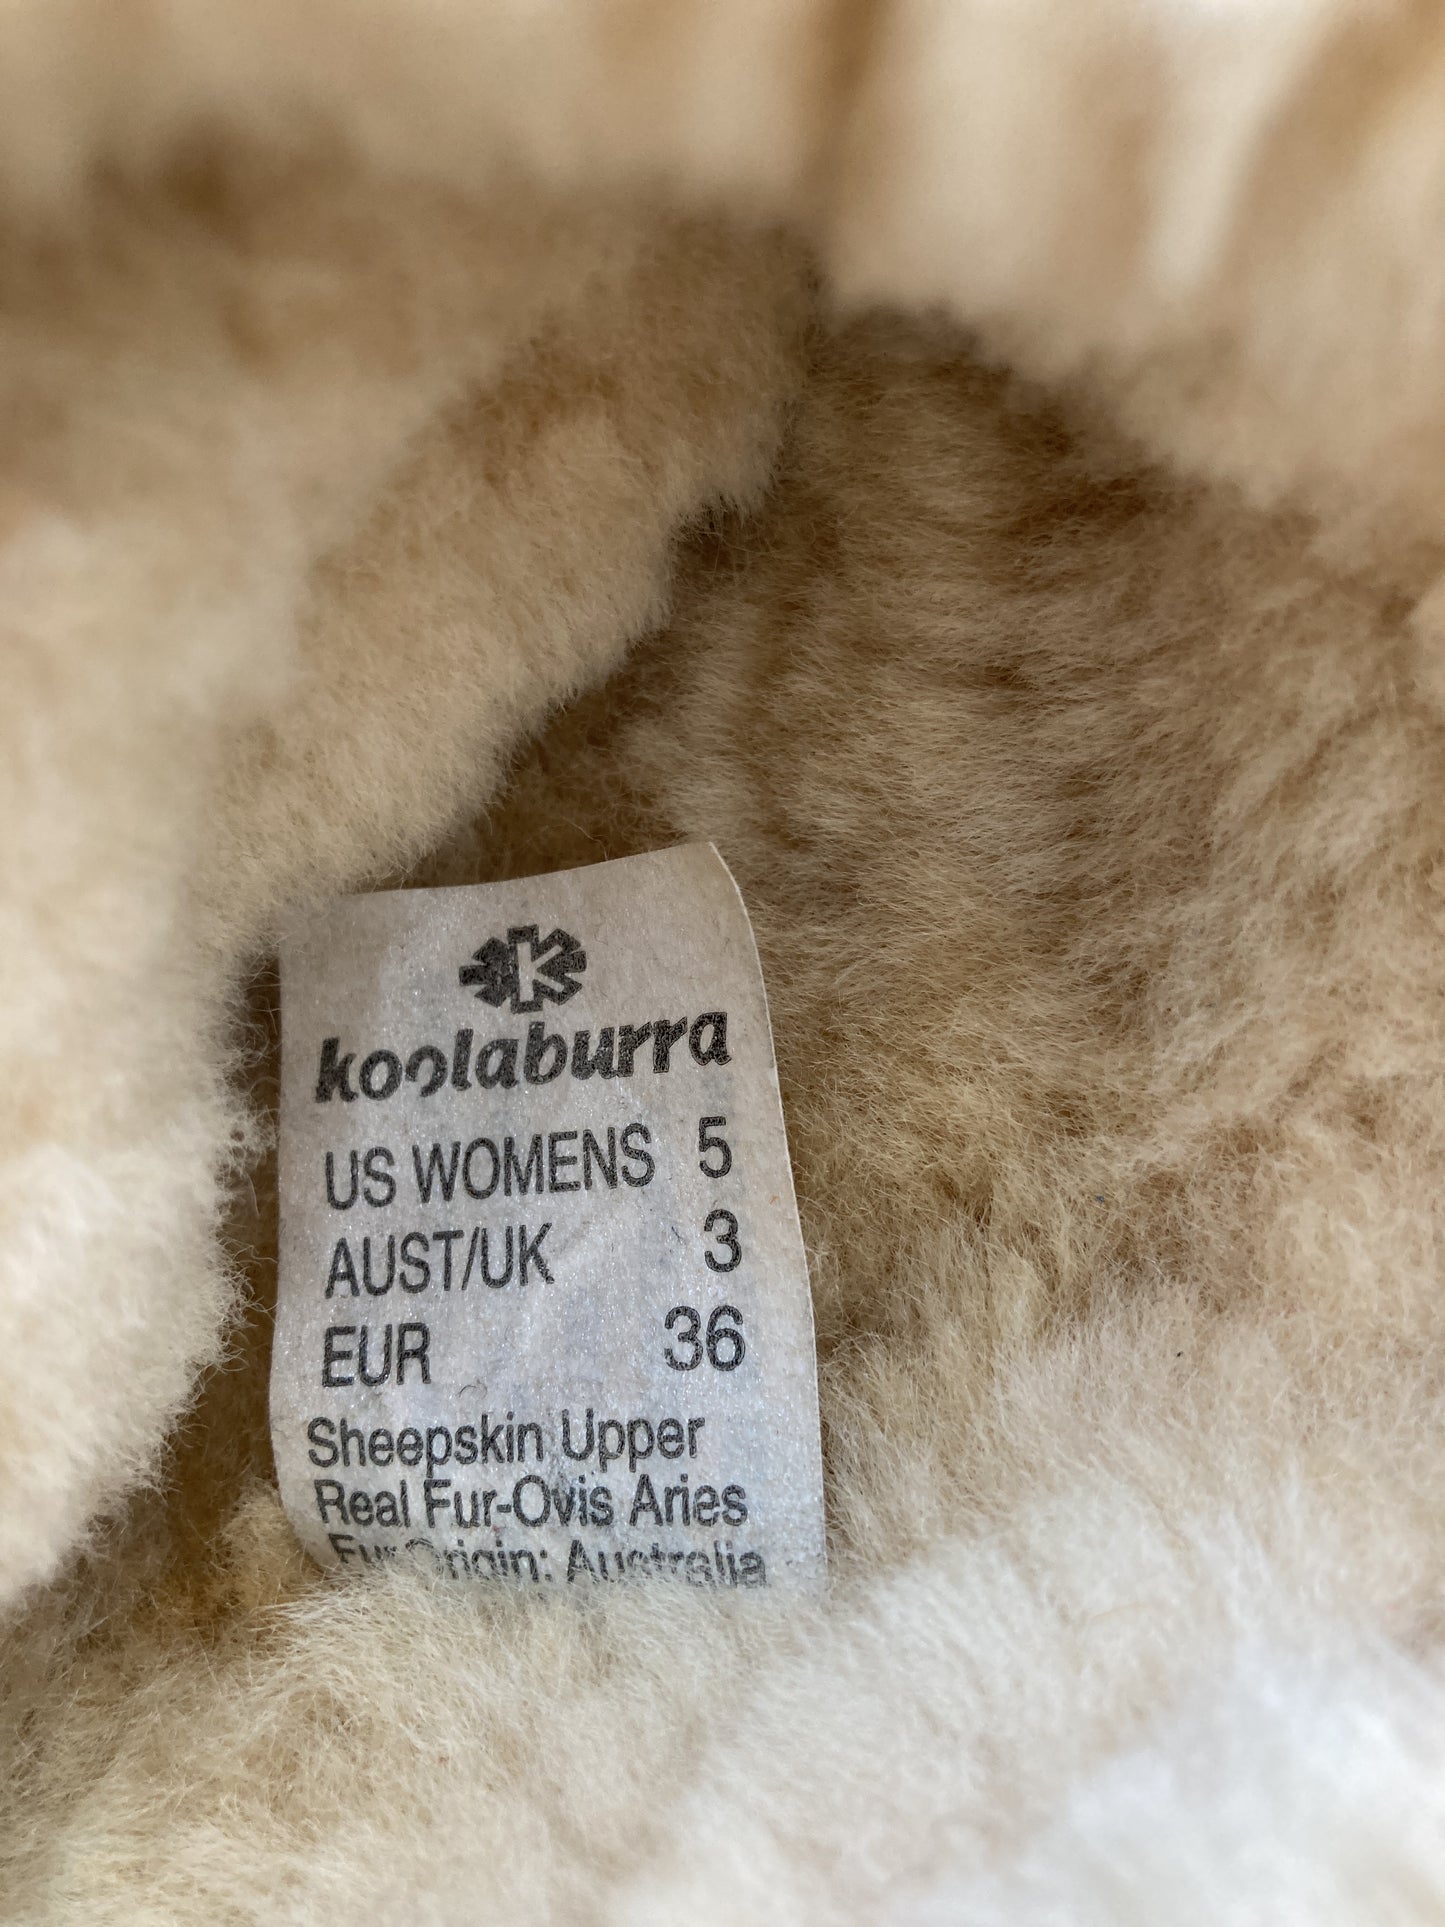 K
koolaburra
US WOMENS 5
AUST/UK 3
EUR 36
Sheepskin Upper
Real Fur-Ovis Aries
Fur Origin: Australia